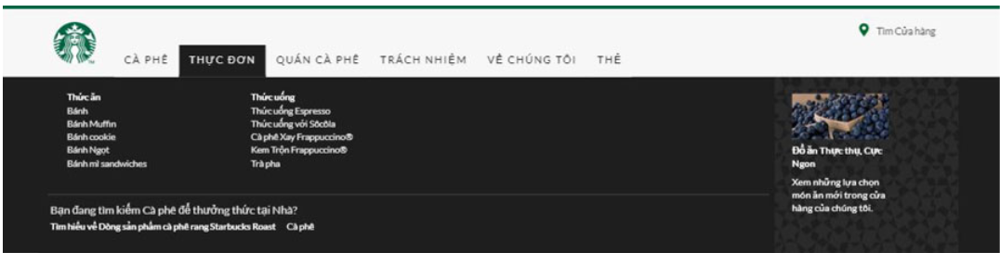 Tìm Cửa hàng
CÀ PHÊ THỰC ĐƠN QUÁN CÀ PHÊ TRÁCH NHIỆM VỀ CHÚNG TÔI THẺ
Thức ăn
Bánh
Bánh Muffin
Bánh cookie
Bánh Ngọt
Bánh mì sandwiches
Thức uống
Thức uống Espresso
Thức uống với Sôcôla
Cà phê Xay Frappuccino®
Kem Trộn Frappuccino®
Trà pha
Đồ ăn Thực thụ, Cực
Ngon
Xem những lựa chọn
món ăn mới trong cửa
hàng của chúng tôi.
Bạn đang tìm kiếm Cà phê để thưởng thức tại Nhà?
Tìm hiểu về Dòng sản phẩm cà phê rang Starbucks Roast Cà phê